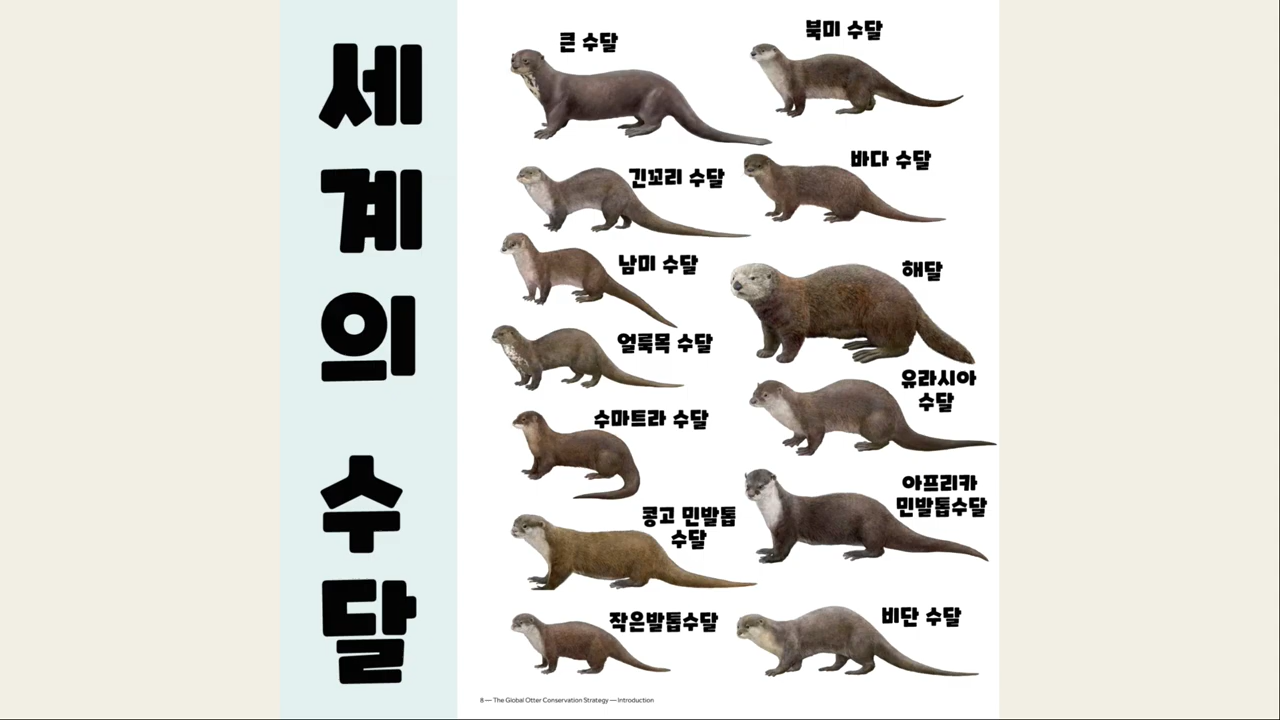 세계의 수달
큰 수달
북미 수달
긴꼬리 수달
바다 수달
남미 수달
해달
얼룩목 수달
유라시아
수달
수마트라 수달
아프리카
민발톱수달
콩고 민발톱
수달
작은발톱수달
비단 수달
8 — The Global Otter Conservation Strategy — Introduction